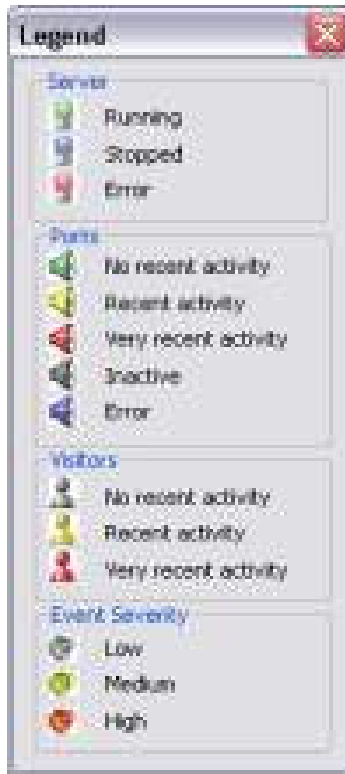 Legend
Server
Running
Stopped
Error
Ports
No recent activity
Recent activity
Very recent activity
Inactive
Error
Visitors
No recent activity
Recent activity
Very recent activity
Event Severity
Low
Medium
High